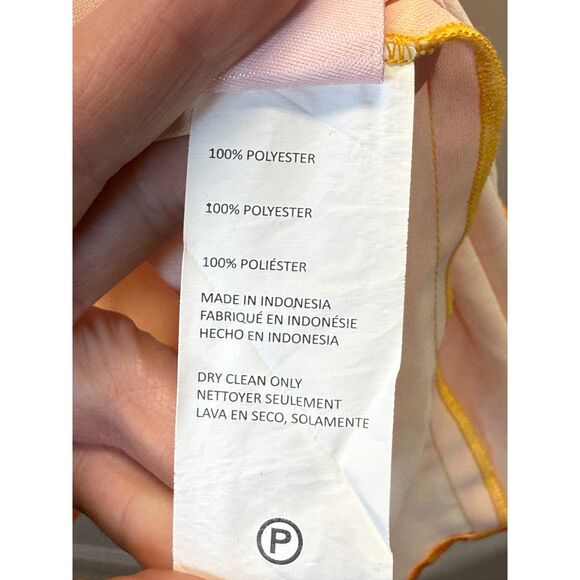 100% POLYESTER
100% POLYESTER
100% POLIÉSTER
MADE IN INDONESIA
FABRIQUÉ EN INDONÉSIE
HECHO EN INDONESIA
DRY CLEAN ONLY
NETTOYER SEULEMENT
LAVA EN SECO, SOLAMENTE
P